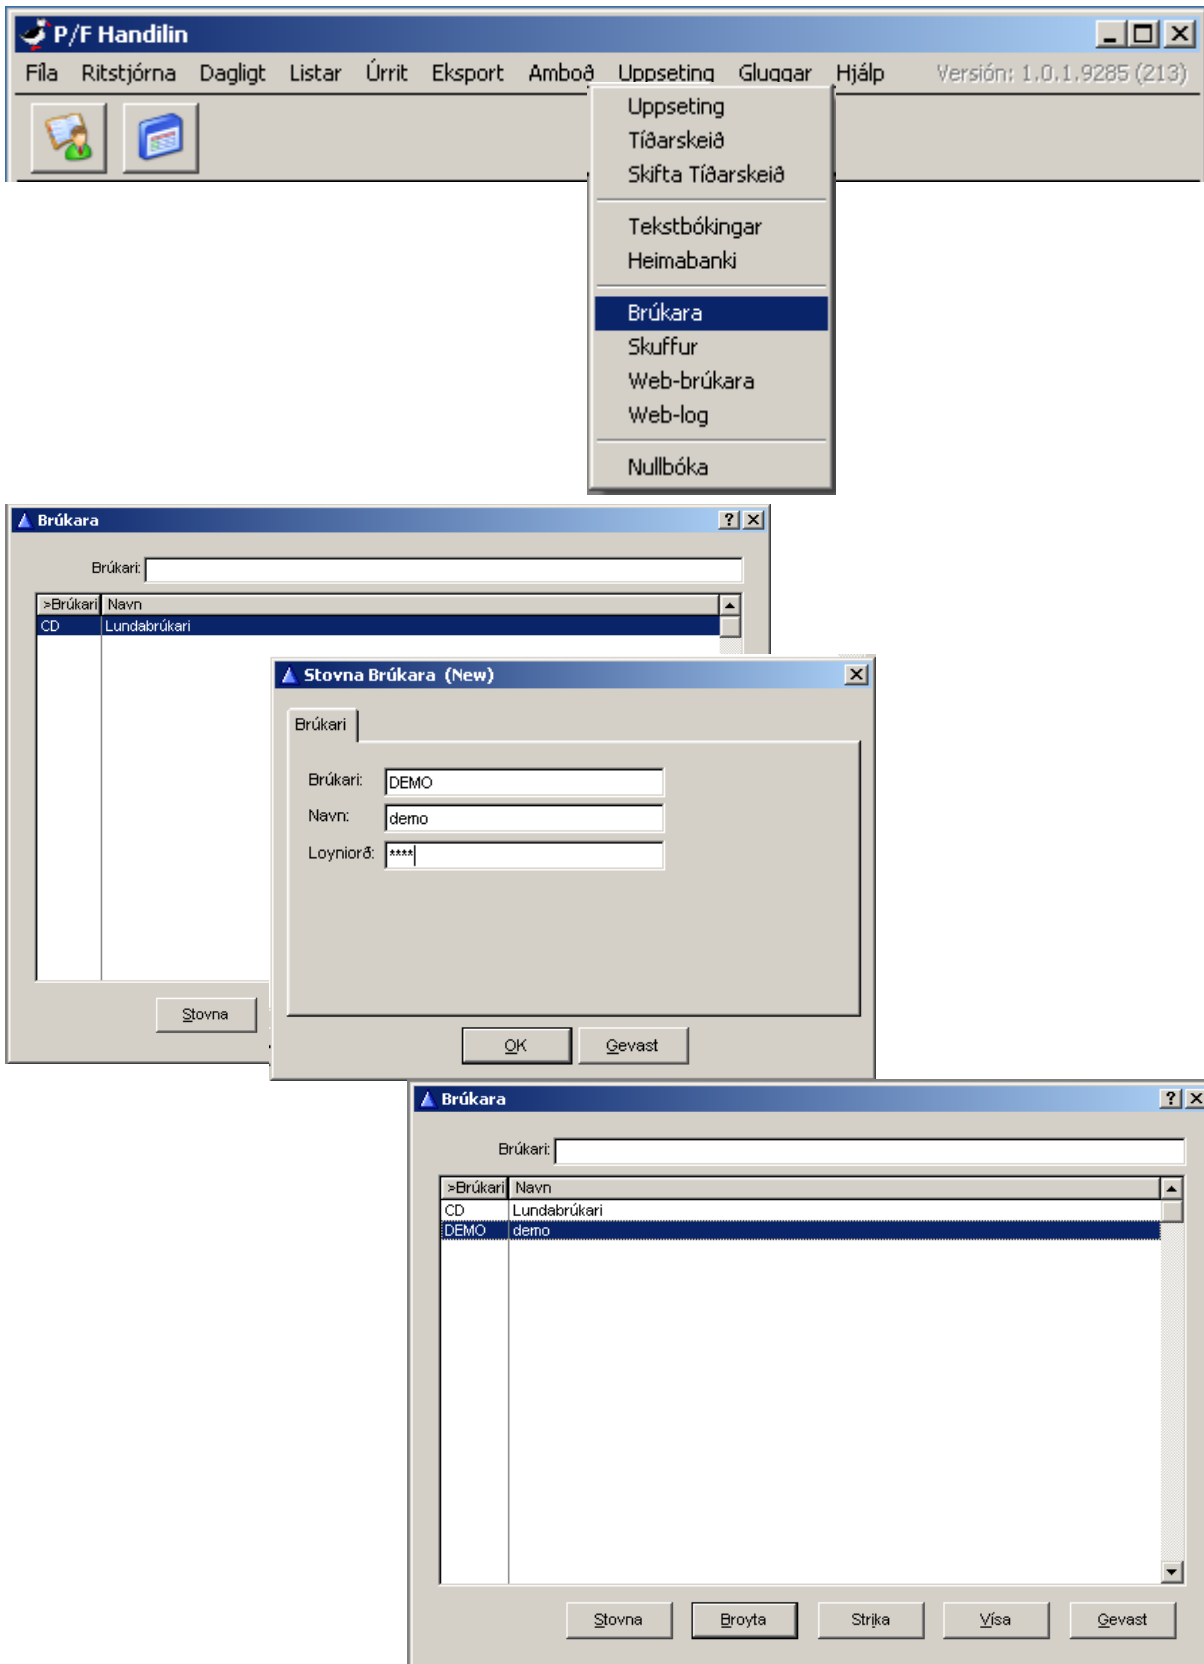 P/F Handilin
Fíla Ritstjórna Dagligt Listar Úrrit Eksport Amboð Uppseting Gluggar Hjálp Versión: 1.0.1.9285 (213)
Uppseting
Tíðarskeið
Skifta Tíðarskeið
Tekstbókingar
Heimabanki
Brúkara
Skuffur
Web-brúkara
Web-log
Nullbóka
Brúkara
Brúkari:
>Brúkari Navn
CD Lundabrúkari
Stovna
Stovna Brúkara (New)
Brúkari
Brúkari: DEMO
Navn: demo
Loyniorð: ****
OK Gevast
Brúkara
Brúkari:
>Brúkari Navn
CD Lundabrúkari
DEMO demo
Stovna Broyta Strika Vísa Gevast